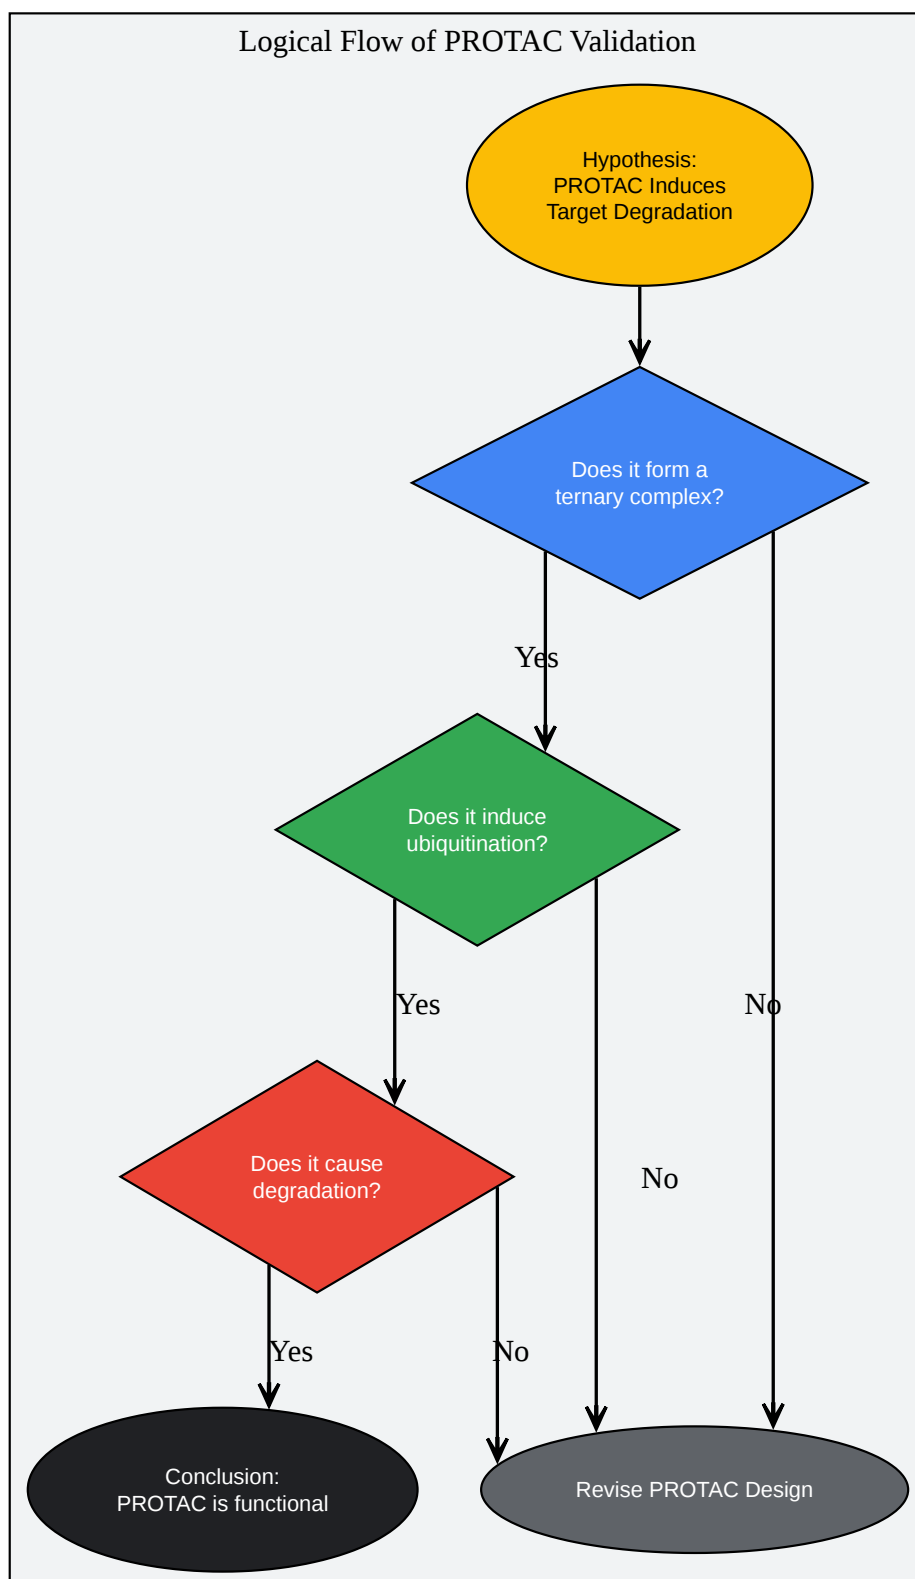 Logical Flow of PROTAC Validation
Hypothesis:
PROTAC Induces
Target Degradation
Does it form a
ternary complex?
Yes
Does it induce
ubiquitination?
Yes
No
Does it cause
degradation?
No
Yes
No
Conclusion:
PROTAC is functional
Revise PROTAC Design